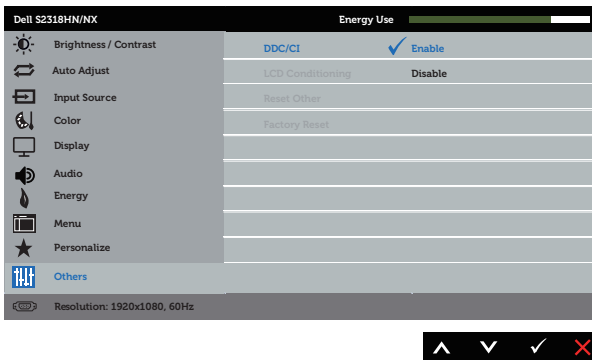 Dell S2318HN/NX Energy Use
Brightness / Contrast DDC/CI Enable
Auto Adjust LCD Conditioning Disable
Input Source Reset Other
Color Factory Reset
Display
Audio
Energy
Menu
Personalize
Others
Resolution: 1920x1080, 60Hz